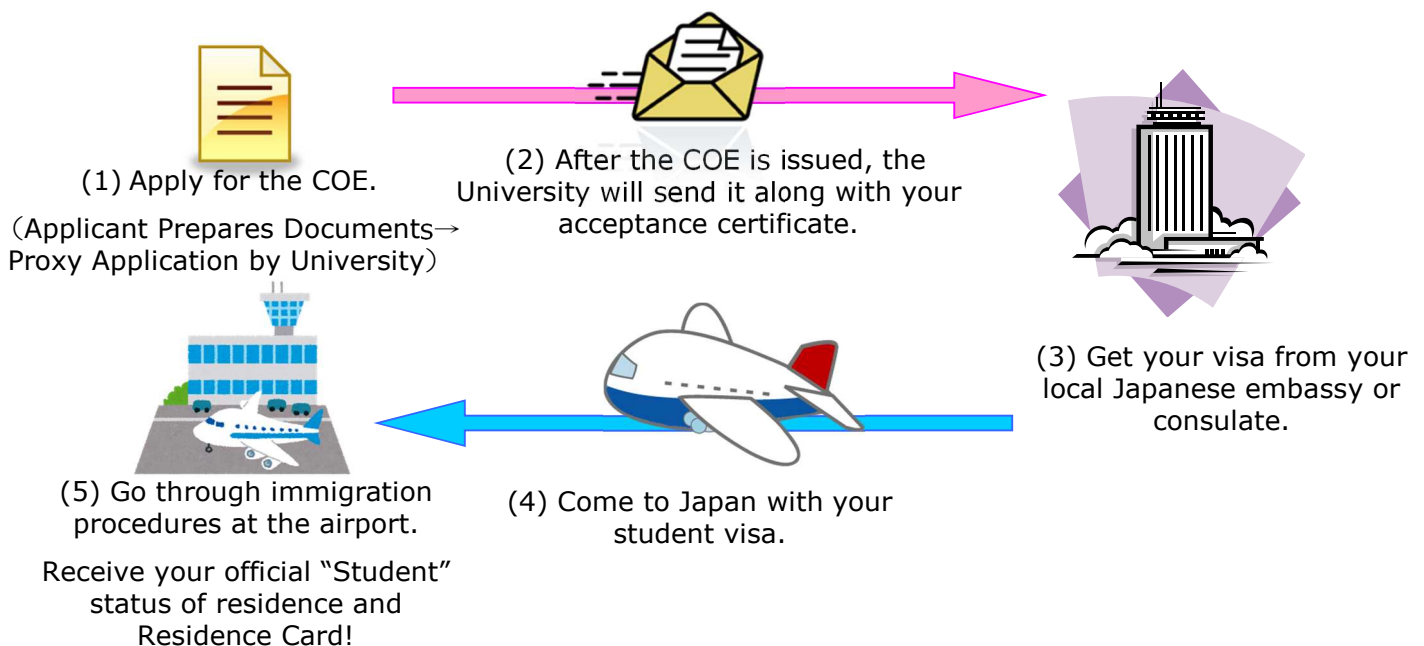 (1) Apply for the COE.
（Applicant Prepares Documents→
Proxy Application by University）
(2) After the COE is issued, the
University will send it along with your
acceptance certificate.
(3) Get your visa from your
local Japanese embassy or
consulate.
(4) Come to Japan with your
student visa.
(5) Go through immigration
procedures at the airport.
Receive your official “Student”
status of residence and
Residence Card!